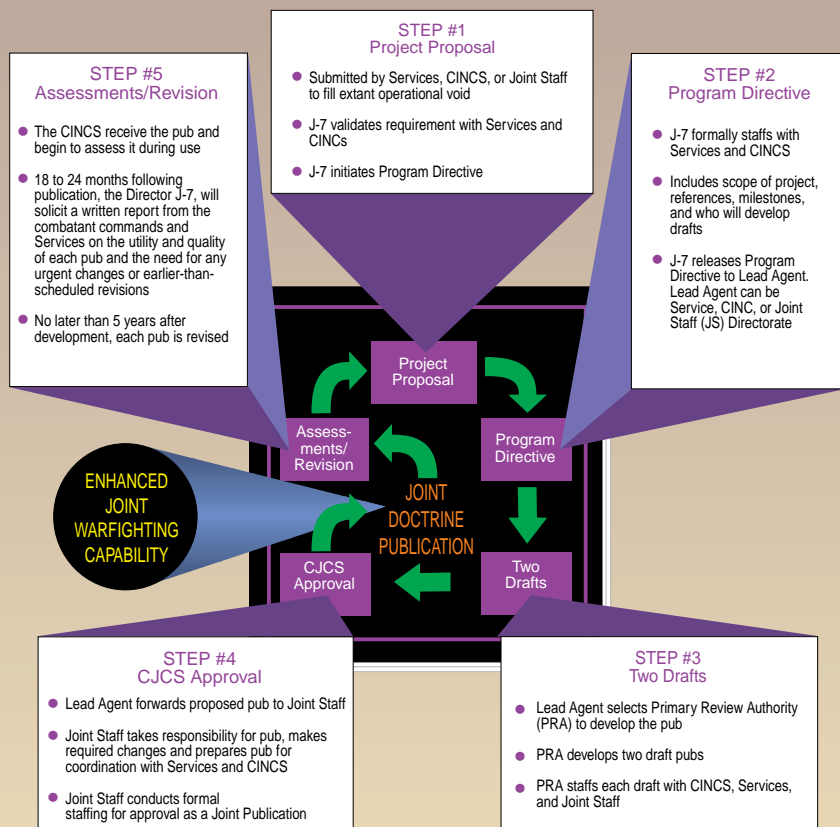 STEP #1
Project Proposal
● Submitted by Services, CINCS, or Joint Staff
to fill extant operational void
● J-7 validates requirement with Services and
CINCs
● J-7 initiates Program Directive
STEP #5
Assessments/Revision
● The CINCS receive the pub and
begin to assess it during use
● 18 to 24 months following
publication, the Director J-7, will
solicit a written report from the
combatant commands and
Services on the utility and quality
of each pub and the need for any
urgent changes or earlier-than-
scheduled revisions
● No later than 5 years after
development, each pub is revised
STEP #2
Program Directive
● J-7 formally staffs with
Services and CINCS
● Includes scope of project,
references, milestones,
and who will develop
drafts
● J-7 releases Program
Directive to Lead Agent.
Lead Agent can be
Service, CINC, or Joint
Staff (JS) Directorate
Project
Proposal
Assess-
ments/
Revision
Program
Directive
ENHANCED
JOINT
WARFIGHTING
CAPABILITY
JOINT
DOCTRINE
PUBLICATION
CJCS
Approval
Two
Drafts
STEP #4
CJCS Approval
● Lead Agent forwards proposed pub to Joint Staff
● Joint Staff takes responsibility for pub, makes
required changes and prepares pub for
coordination with Services and CINCS
● Joint Staff conducts formal
staffing for approval as a Joint Publication
STEP #3
Two Drafts
● Lead Agent selects Primary Review Authority
(PRA) to develop the pub
● PRA develops two draft pubs
● PRA staffs each draft with CINCS, Services,
and Joint Staff